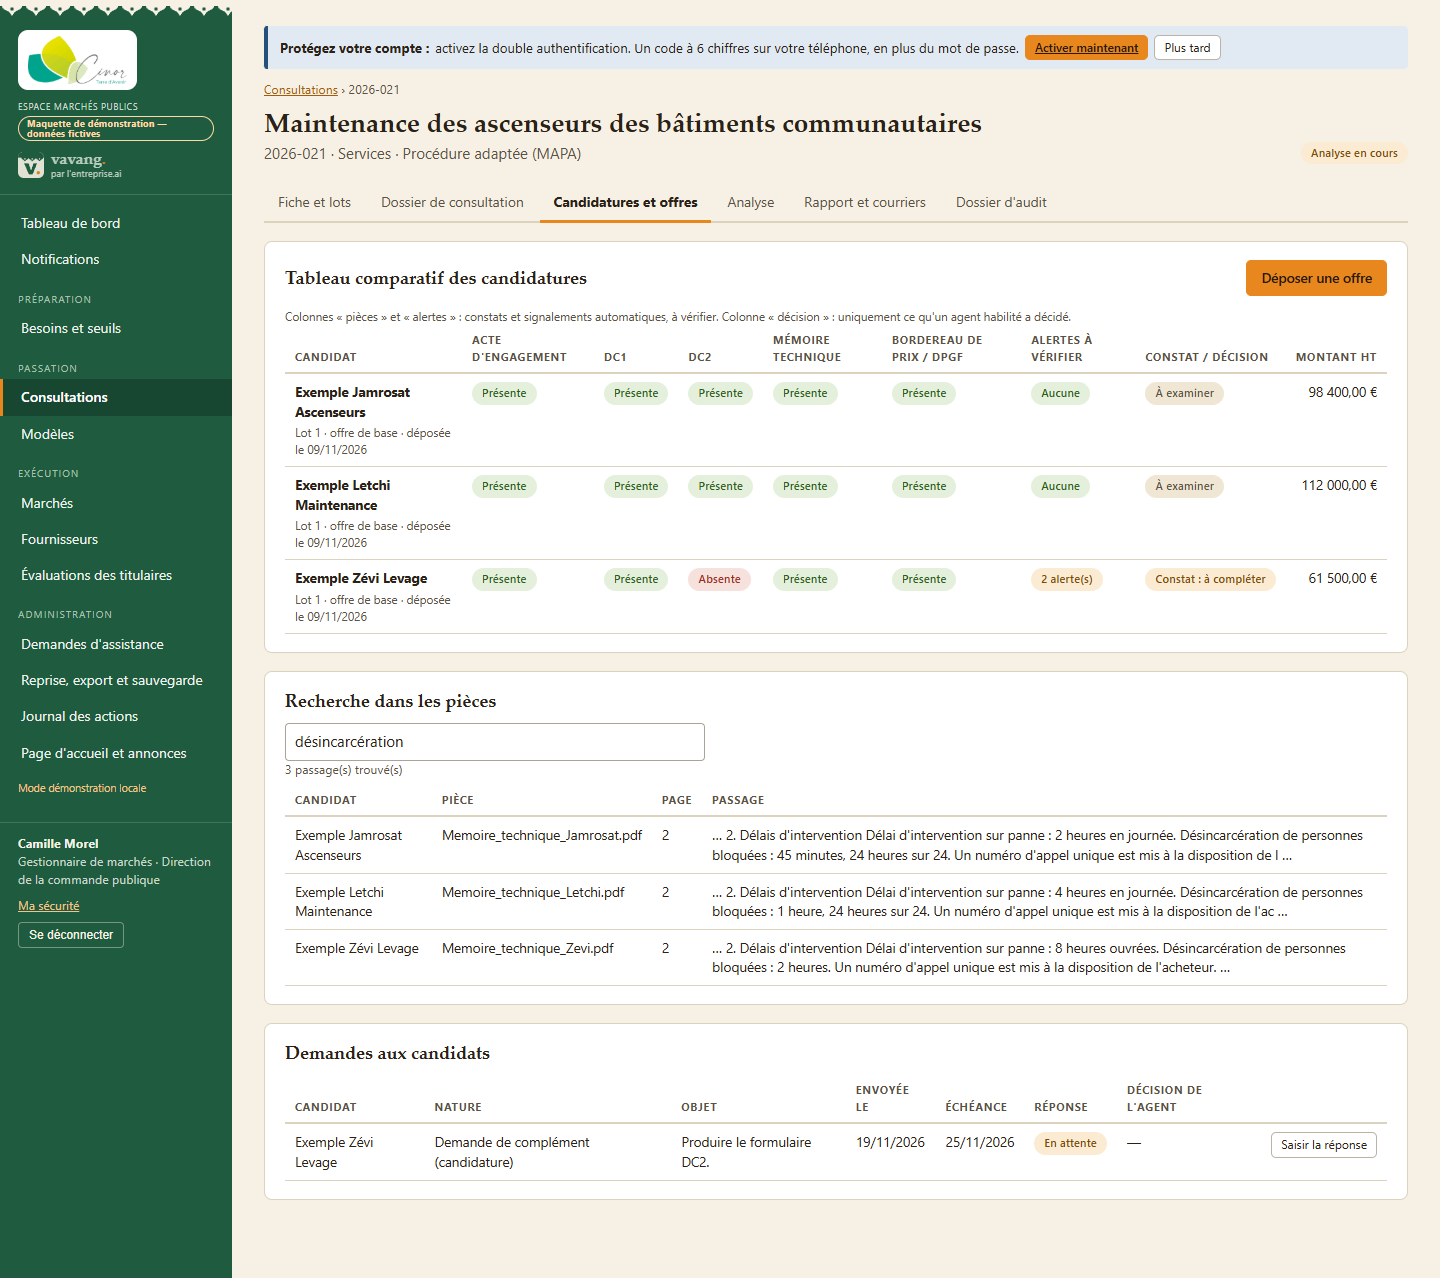 Cinor
ESPACE MARCHÉS PUBLICS
Maquette de démonstration —
données fictives
vavang.
par l'entreprise.ai
Tableau de bord
Notifications
PRÉPARATION
Besoins et seuils
PASSATION
Consultations
Modèles
EXÉCUTION
Marchés
Fournisseurs
Évaluations des titulaires
ADMINISTRATION
Demandes d'assistance
Reprise, export et sauvegarde
Journal des actions
Page d'accueil et annonces
Mode démonstration locale
Camille Morel
Gestionnaire de marchés · Direction
de la commande publique
Ma sécurité
Se déconnecter
Protégez votre compte : activez la double authentification. Un code à 6 chiffres sur votre téléphone, en plus du mot de passe. Activer maintenant Plus tard
Consultations › 2026-021
Maintenance des ascenseurs des bâtiments communautaires
2026-021 · Services · Procédure adaptée (MAPA)
Analyse en cours
Fiche et lots Dossier de consultation Candidatures et offres Analyse Rapport et courriers Dossier d'audit
Tableau comparatif des candidatures
Déposer une offre
Colonnes « pièces » et « alertes » : constats et signalements automatiques, à vérifier. Colonne « décision » : uniquement ce qu'un agent habilité a décidé.
CANDIDAT ACTE D'ENGAGEMENT DC1 DC2 MÉMOIRE TECHNIQUE BORDEREAU DE PRIX / DPGF ALERTES À VÉRIFIER CONSTAT / DÉCISION MONTANT HT
Exemple Jamrosat Présente Présente Présente Présente Présente Aucune À examiner 98 400,00 €
Ascenseurs
Lot 1 · offre de base · déposée
le 09/11/2026
Exemple Letchi Présente Présente Présente Présente Présente Aucune À examiner 112 000,00 €
Maintenance
Lot 1 · offre de base · déposée
le 09/11/2026
Exemple Zévi Levage Présente Présente Absente Présente Présente 2 alerte(s) Constat : à compléter 61 500,00 €
Lot 1 · offre de base · déposée
le 09/11/2026
Recherche dans les pièces
désincarcération
3 passage(s) trouvé(s)
CANDIDAT PIÈCE PAGE PASSAGE
Exemple Jamrosat Memoire_technique_Jamrosat.pdf 2 ... 2. Délais d'intervention Délai d'intervention sur panne : 2 heures en journée. Désincarcération de personnes
Ascenseurs bloquées : 45 minutes, 24 heures sur 24. Un numéro d'appel unique est mis à la disposition de l ...
Exemple Letchi Memoire_technique_Letchi.pdf 2 ... 2. Délais d'intervention Délai d'intervention sur panne : 4 heures en journée. Désincarcération de personnes
Maintenance bloquées : 1 heure, 24 heures sur 24. Un numéro d'appel unique est mis à la disposition de l'ac ...
Exemple Zévi Levage Memoire_technique_Zevi.pdf 2 ... 2. Délais d'intervention Délai d'intervention sur panne : 8 heures ouvrées. Désincarcération de personnes
bloquées : 2 heures. Un numéro d'appel unique est mis à la disposition de l'acheteur. ...
Demandes aux candidats
CANDIDAT NATURE OBJET ENVOYÉE LE ÉCHÉANCE RÉPONSE DÉCISION DE L'AGENT
Exemple Zévi Demande de complément Produire le formulaire 19/11/2026 25/11/2026 En attente — Saisir la réponse
Levage (candidature) DC2.